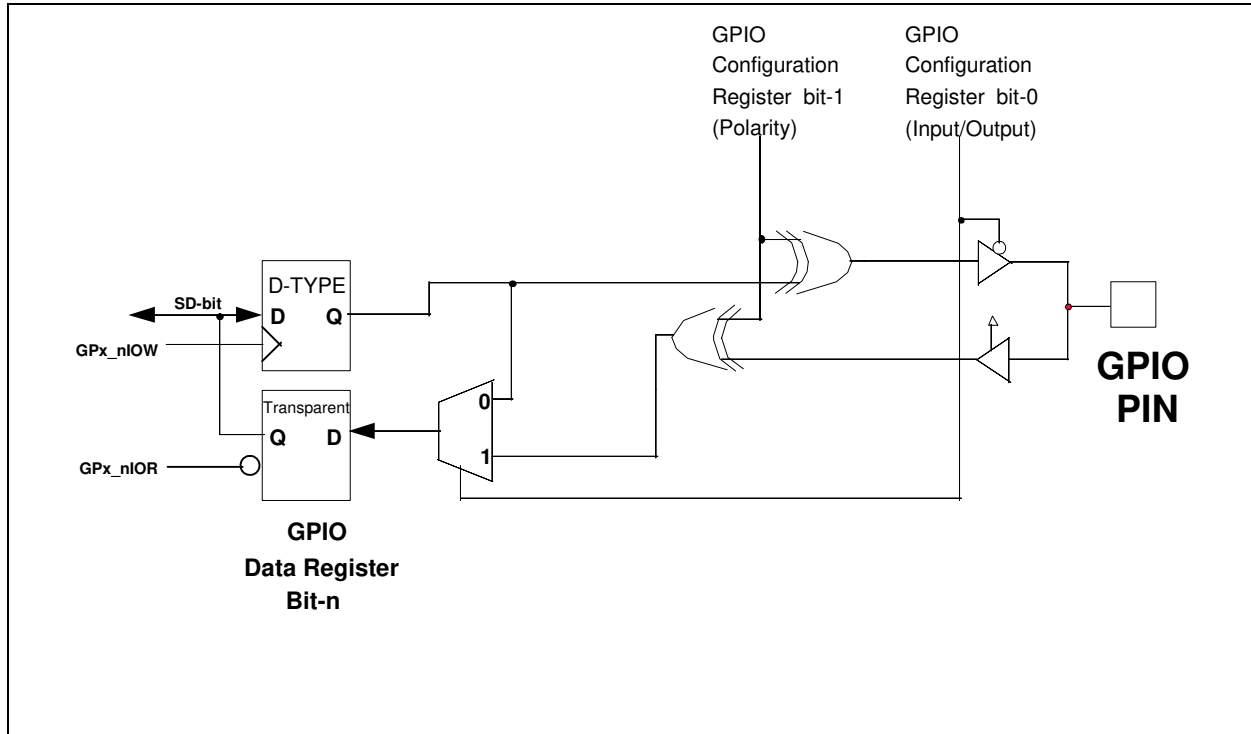 GPIO
Configuration
Register bit-1
(Polarity)
GPIO
Configuration
Register bit-0
(Input/Output)
D-TYPE
SD-bit
D Q
GPx_nIOW
GPIO
PIN
Transparent
0
Q D
1
GPx_nIOR
GPIO
Data Register
Bit-n